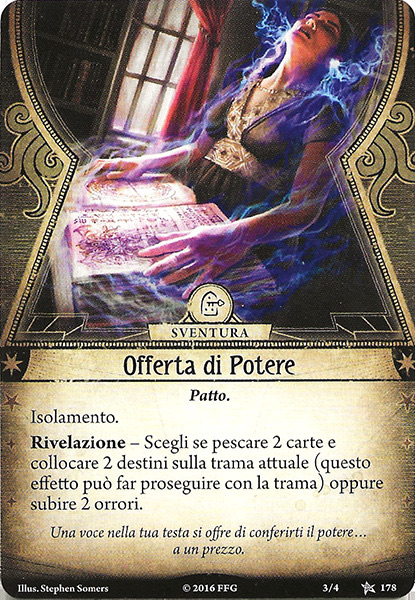 SVENTURA
Offerta di Potere
Patto.
Isolamento.
Rivelazione – Scegli se pescare 2 carte e
collocare 2 destini sulla trama attuale (questo
effetto può far proseguire con la trama) oppure
subire 2 orrori.
Una voce nella tua testa si offre di conferirti il potere…
a un prezzo.
Illus. Stephen Somers © 2016 FFG 3/4 178